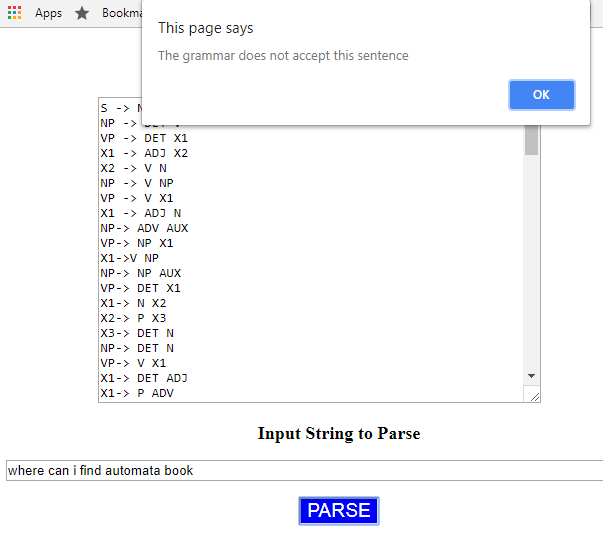 Apps Bookma
This page says
The grammar does not accept this sentence
OK
S ->
NP -> DET V
VP -> DET X1
X1 -> ADJ X2
X2 -> V N
NP -> V NP
VP -> V X1
X1 -> ADJ N
NP-> ADV AUX
VP-> NP X1
X1->V NP
NP-> NP AUX
VP-> DET X1
X1-> N X2
X2-> P X3
X3-> DET N
NP-> DET N
VP-> V X1
X1-> DET ADJ
X1-> P ADV
Input String to Parse
where can i find automata book
PARSE